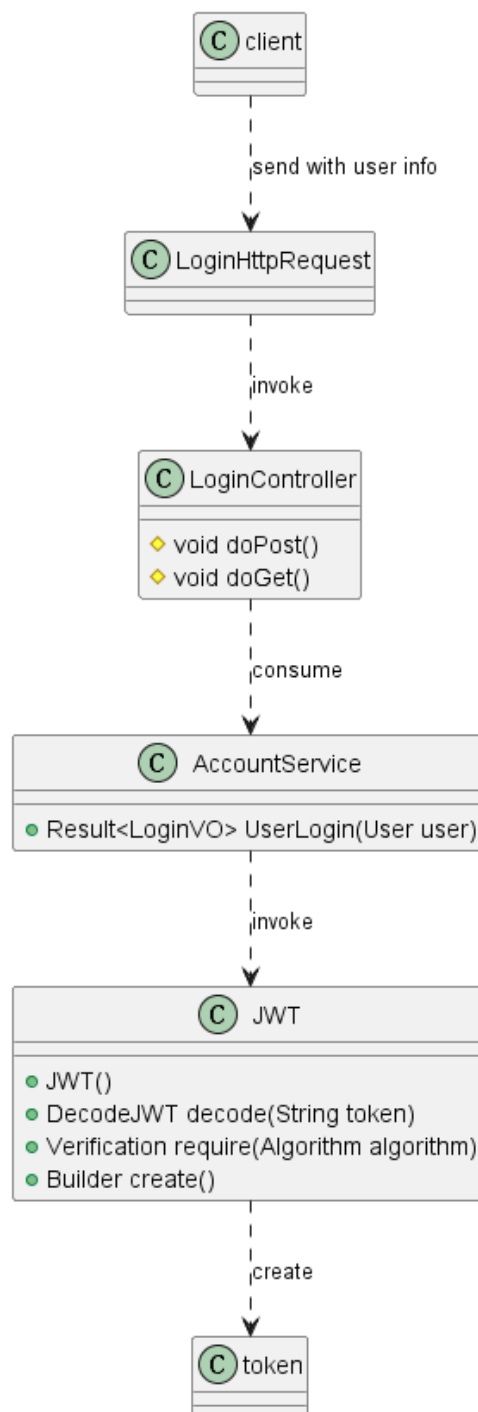 C client
send with user info
C LoginHttpRequest
invoke
C LoginController
void doPost()
void doGet()
consume
C AccountService
Result<LoginVO> UserLogin(User user)
invoke
C JWT
JWT()
DecodeJWT decode(String token)
Verification require(Algorithm algorithm)
Builder create()
create
C token